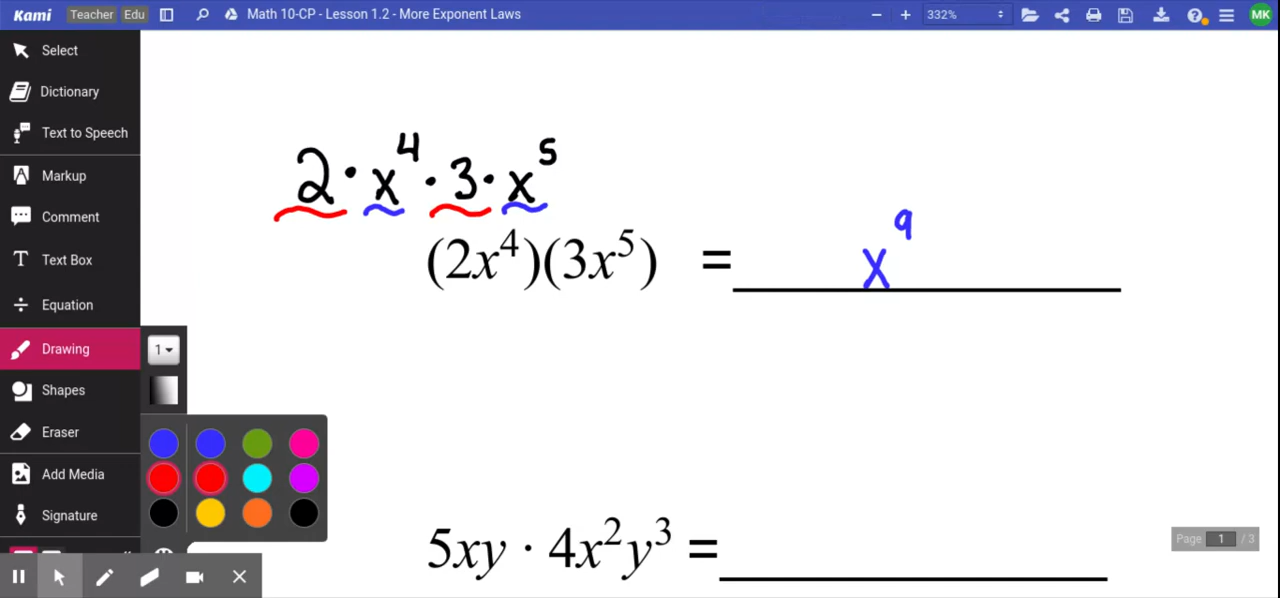 Kami Teacher Edu Math 10-CP - Lesson 1.2 - More Exponent Laws − + 332% MK
Select
Dictionary
Text to Speech
Markup
Comment
Text Box
Equation
Drawing
1
Shapes
Eraser
Add Media
Signature
2 · x⁴ · 3 · x⁵
(2x⁴)(3x⁵) = x⁹
5xy · 4x²y³ =
Page 1 / 3